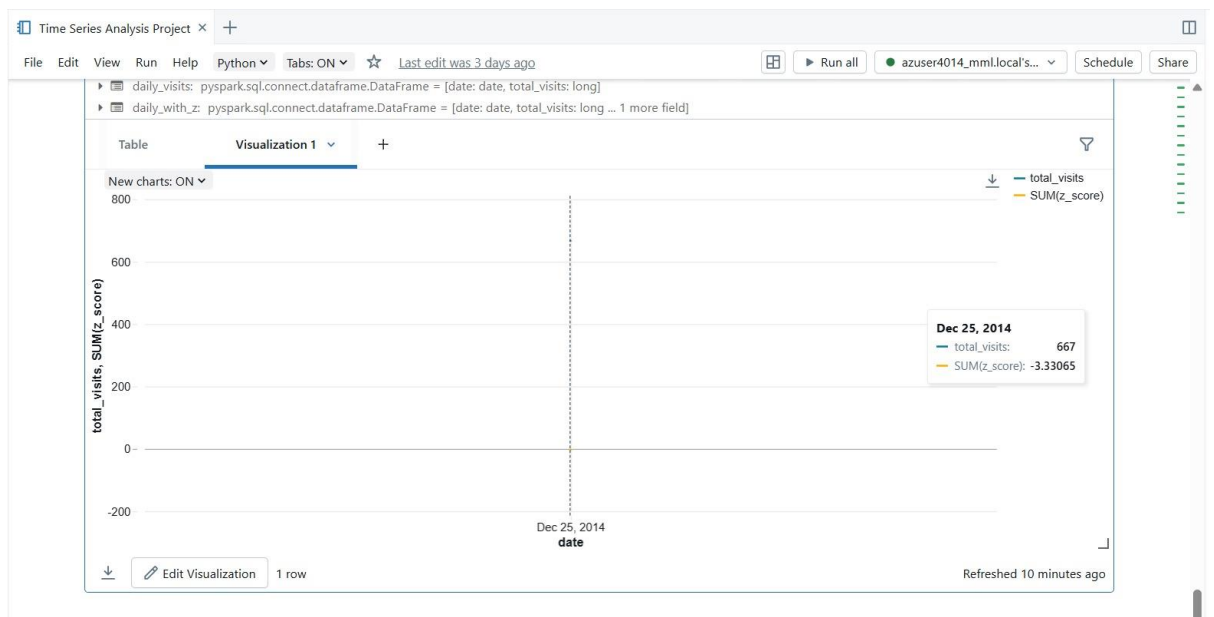 Time Series Analysis Project
File Edit View Run Help Python Tabs: ON Last edit was 3 days ago Run all azuser4014_mml.local's... Schedule Share
daily_visits: pyspark.sql.connect.dataframe.DataFrame = [date: date, total_visits: long]
daily_with_z: pyspark.sql.connect.dataframe.DataFrame = [date: date, total_visits: long ... 1 more field]
Table Visualization 1
New charts: ON
total_visits
SUM(z_score)
800
600
400
200
0
-200
total_visits, SUM(z_score)
Dec 25, 2014
total_visits: 667
SUM(z_score): -3.33065
Dec 25, 2014
date
Edit Visualization 1 row Refreshed 10 minutes ago